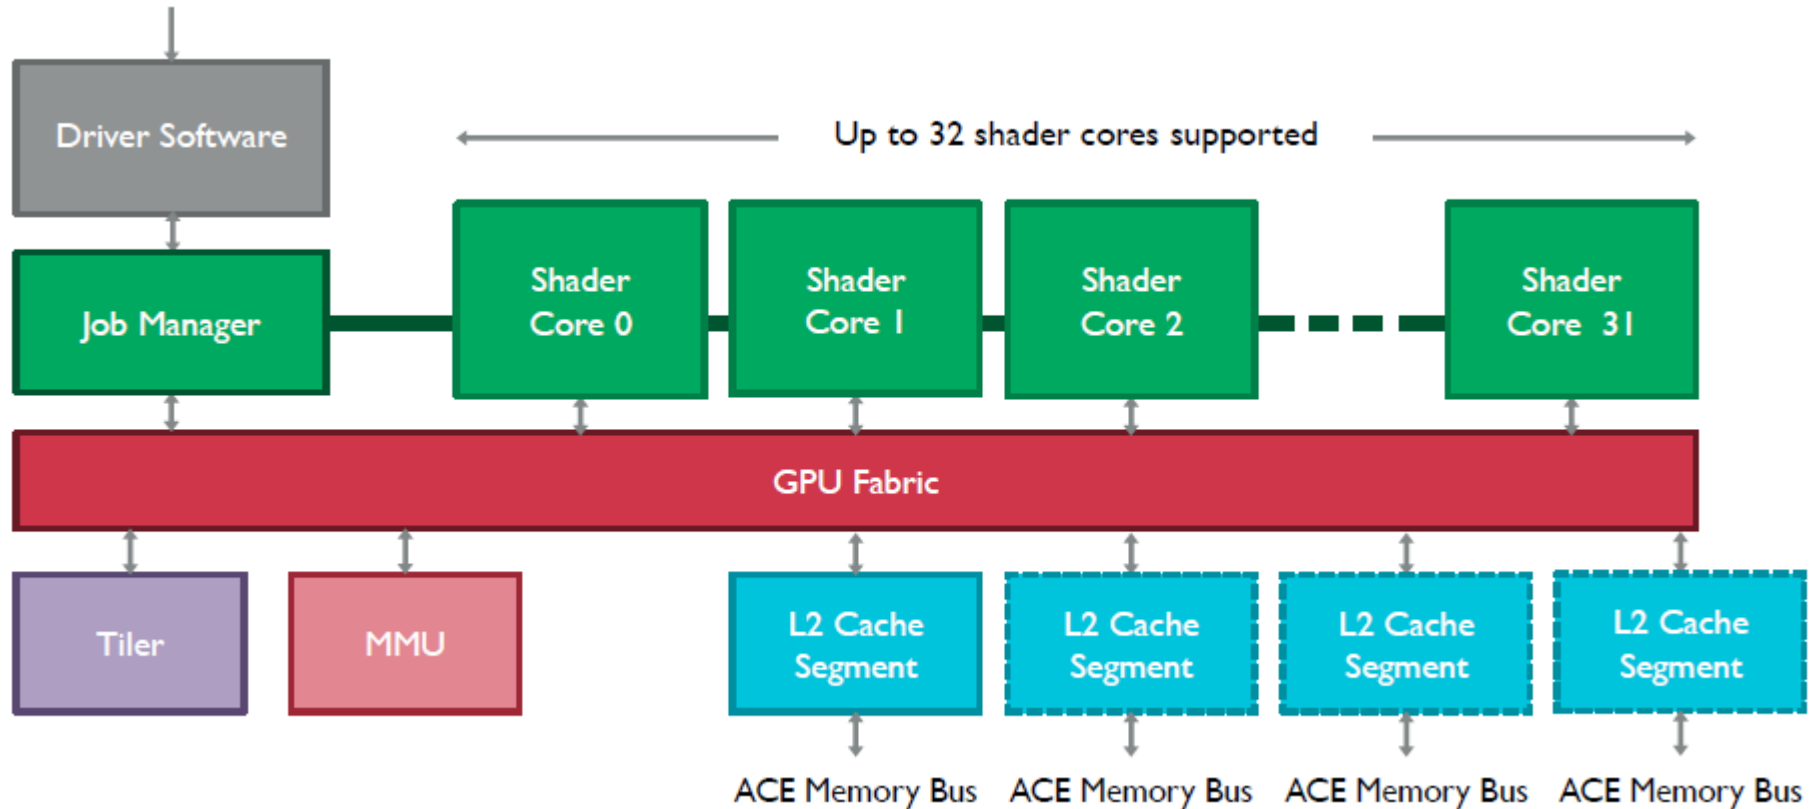 Driver Software
Up to 32 shader cores supported
Job Manager
Shader
Core 0
Shader
Core 1
Shader
Core 2
Shader
Core 31
GPU Fabric
Tiler
MMU
L2 Cache
Segment
L2 Cache
Segment
L2 Cache
Segment
L2 Cache
Segment
ACE Memory Bus
ACE Memory Bus
ACE Memory Bus
ACE Memory Bus